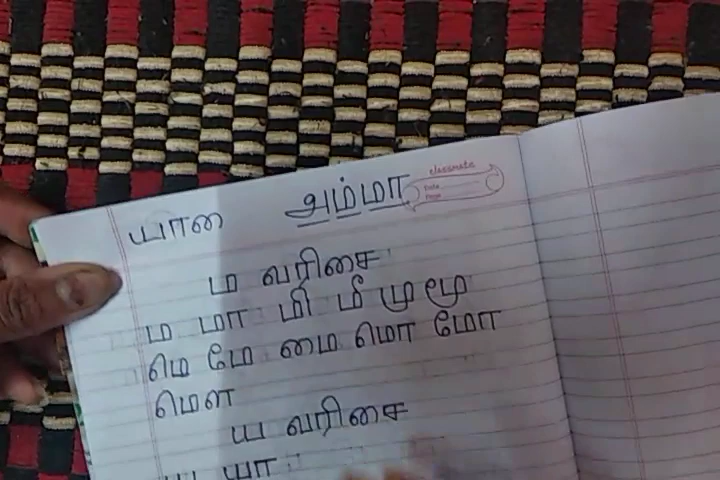 யானை அம்மா
classmate
Date
Page
ம வரிசை
ம மா மி மீ மு மூ
மெ மே மை மொ மோ
மௌ
ய வரிசை
ய யா